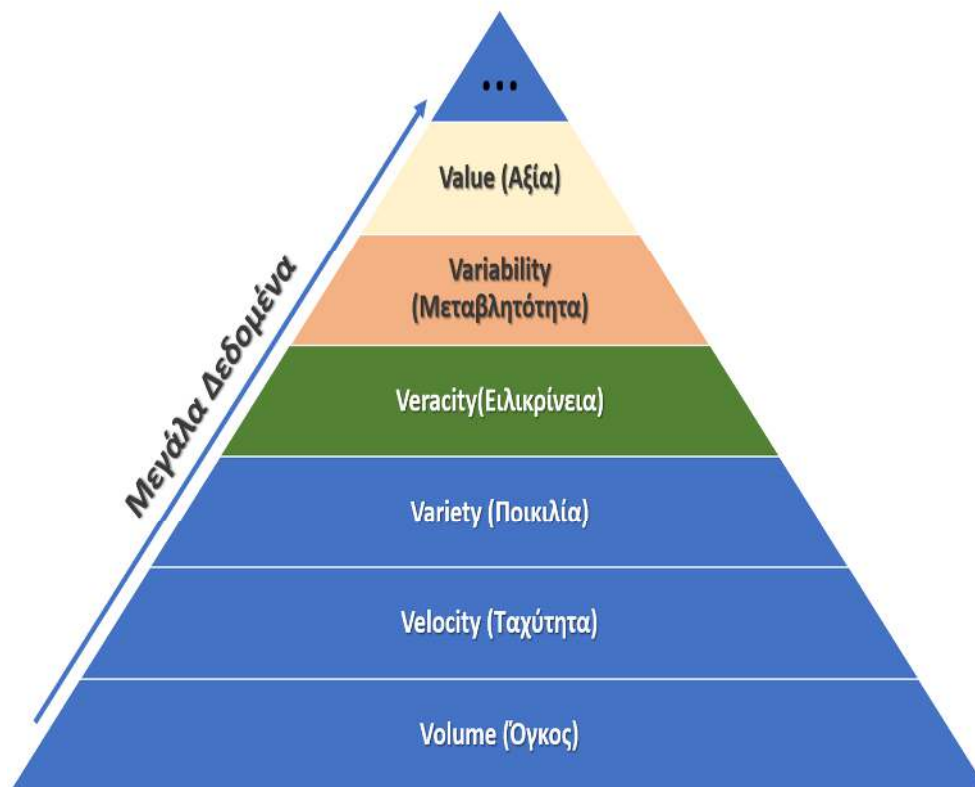 ...
Value (Αξία)
Variability
(Μεταβλητότητα)
Μεγάλα Δεδομένα
Veracity(Ειλικρίνεια)
Variety (Ποικιλία)
Velocity (Ταχύτητα)
Volume (Όγκος)